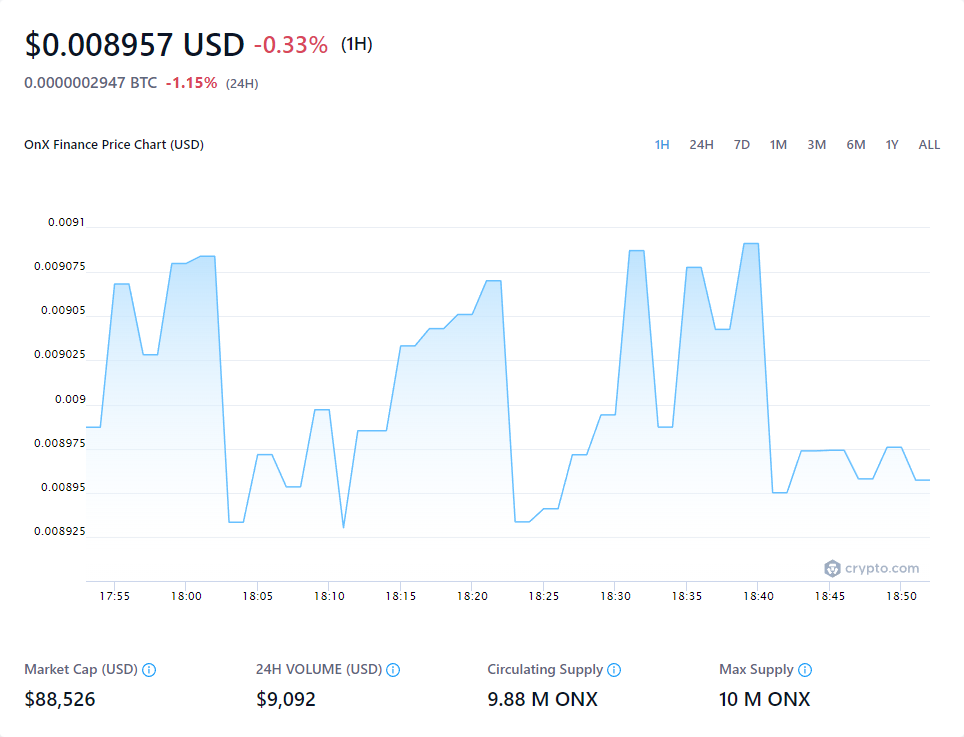 $0.008957 USD -0.33% (1H)
0.0000002947 BTC -1.15% (24H)
OnX Finance Price Chart (USD) 1H 24H 7D 1M 3M 6M 1Y ALL
0.0091
0.009075
0.00905
0.009025
0.009
0.008975
0.00895
0.008925
crypto.com
17:55 18:00 18:05 18:10 18:15 18:20 18:25 18:30 18:35 18:40 18:45 18:50
Market Cap (USD) 24H VOLUME (USD) Circulating Supply Max Supply
$88,526 $9,092 9.88 M ONX 10 M ONX